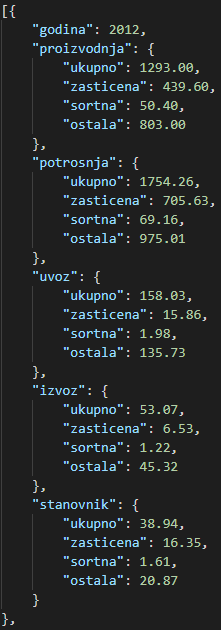 [{
    "godina": 2012,
    "proizvodnja": {
        "ukupno": 1293.00,
        "zasticena": 439.60,
        "sortna": 50.40,
        "ostala": 803.00
    },
    "potrosnja": {
        "ukupno": 1754.26,
        "zasticena": 705.63,
        "sortna": 69.16,
        "ostala": 975.01
    },
    "uvoz": {
        "ukupno": 158.03,
        "zasticena": 15.86,
        "sortna": 1.98,
        "ostala": 135.73
    },
    "izvoz": {
        "ukupno": 53.07,
        "zasticena": 6.53,
        "sortna": 1.22,
        "ostala": 45.32
    },
    "stanovnik": {
        "ukupno": 38.94,
        "zasticena": 16.35,
        "sortna": 1.61,
        "ostala": 20.87
    }
},